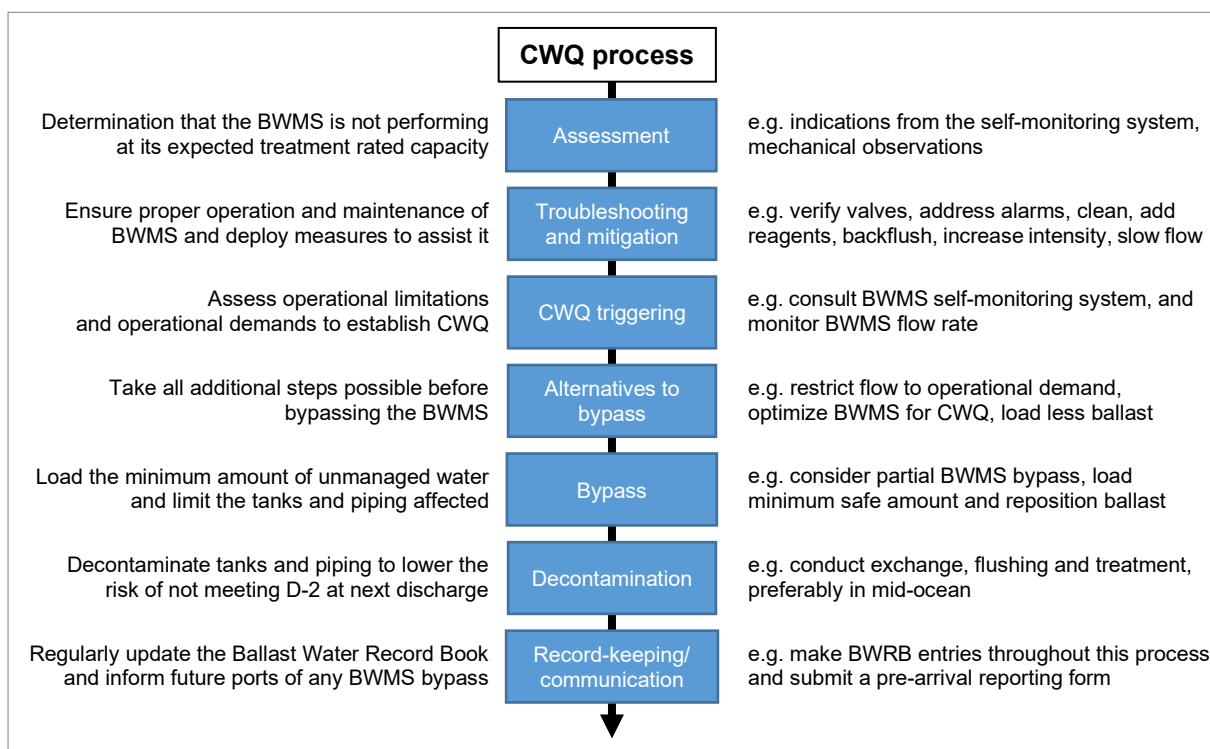 CWQ process
Determination that the BWMS is not performing
at its expected treatment rated capacity
Assessment
e.g. indications from the self-monitoring system,
mechanical observations
Ensure proper operation and maintenance of
BWMS and deploy measures to assist it
Troubleshooting
and mitigation
e.g. verify valves, address alarms, clean, add
reagents, backflush, increase intensity, slow flow
Assess operational limitations
and operational demands to establish CWQ
CWQ triggering
e.g. consult BWMS self-monitoring system, and
monitor BWMS flow rate
Take all additional steps possible before
bypassing the BWMS
Alternatives to
bypass
e.g. restrict flow to operational demand,
optimize BWMS for CWQ, load less ballast
Load the minimum amount of unmanaged water
and limit the tanks and piping affected
Bypass
e.g. consider partial BWMS bypass, load
minimum safe amount and reposition ballast
Decontaminate tanks and piping to lower the
risk of not meeting D-2 at next discharge
Decontamination
e.g. conduct exchange, flushing and treatment,
preferably in mid-ocean
Regularly update the Ballast Water Record Book
and inform future ports of any BWMS bypass
Record-keeping/
communication
e.g. make BWRB entries throughout this process
and submit a pre-arrival reporting form